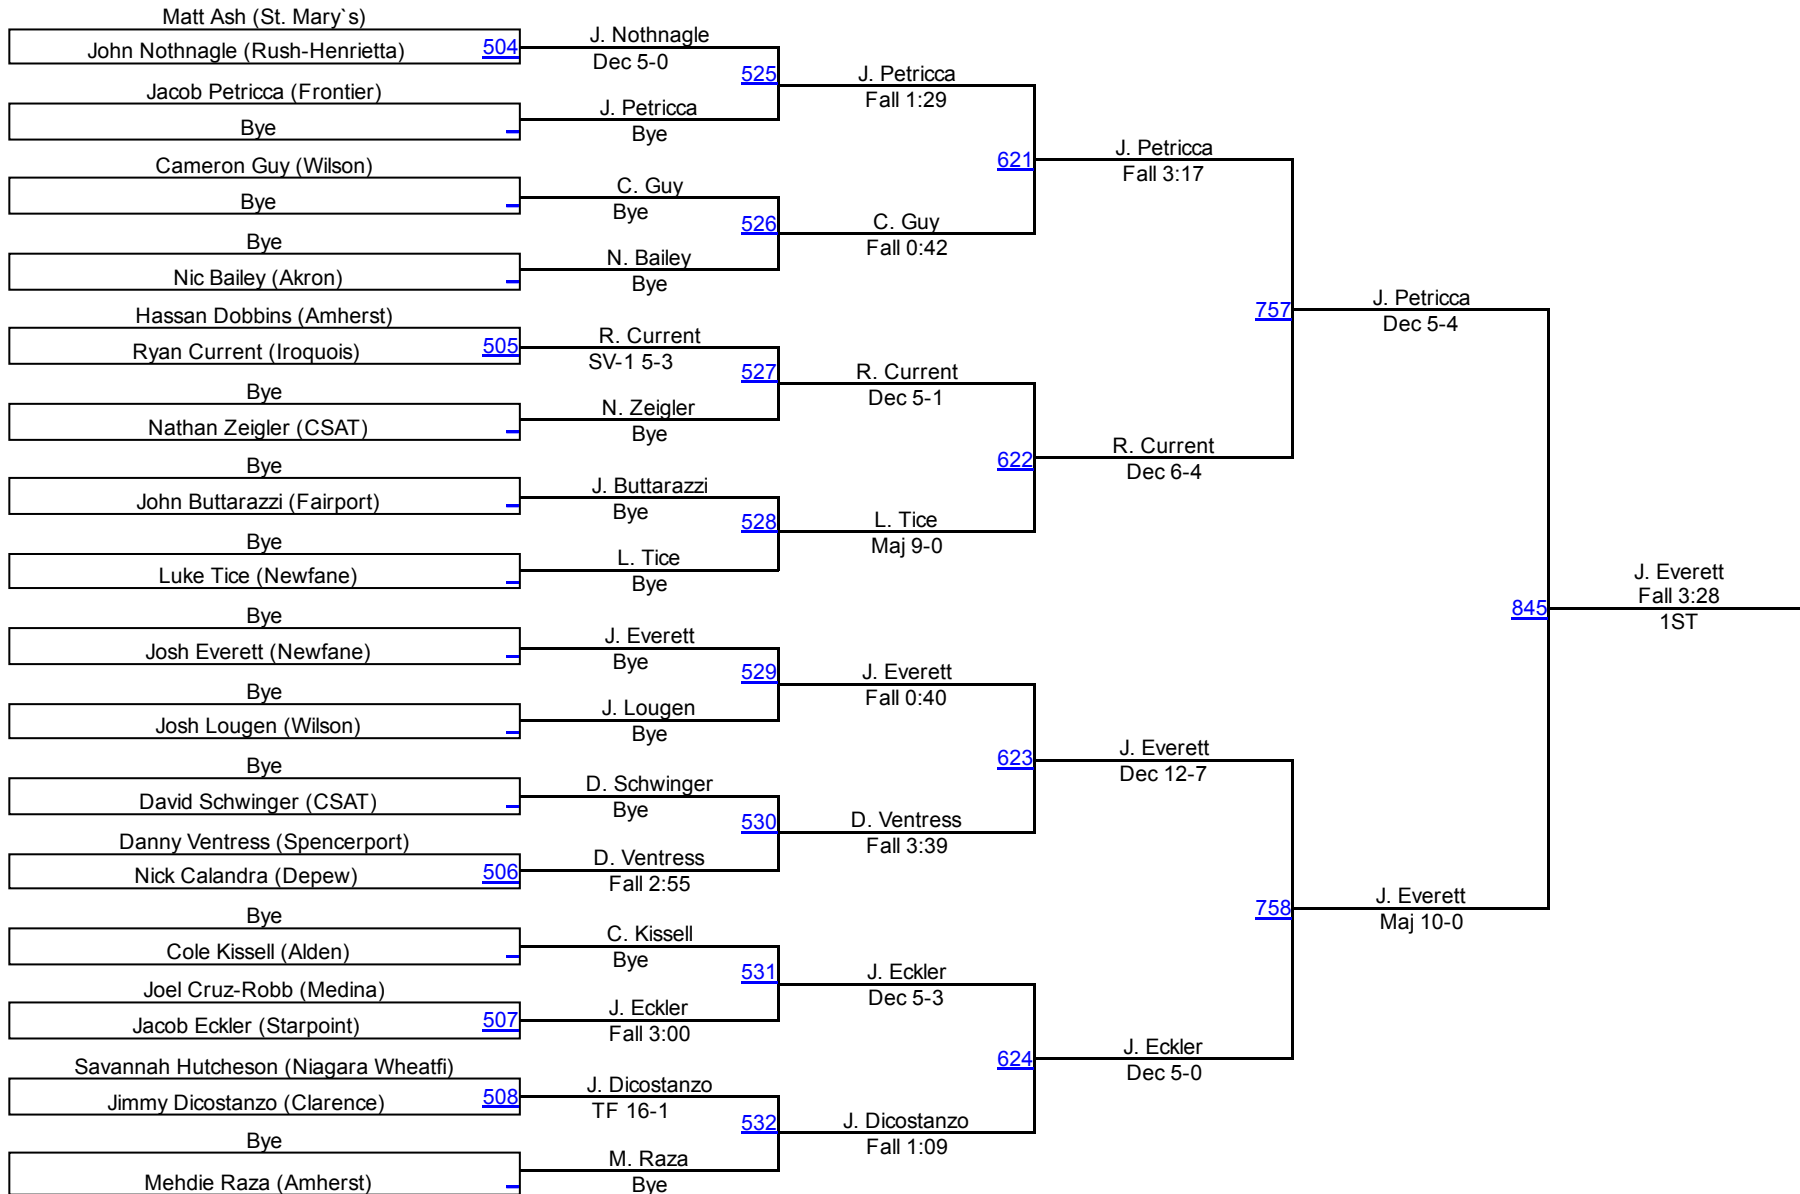 Matt Ash (St. Mary`s)
John Nothnagle (Rush-Henrietta) 504
Jacob Petricca (Frontier)
Bye
Cameron Guy (Wilson)
Bye
Bye
Nic Bailey (Akron)
Hassan Dobbins (Amherst)
Ryan Current (Iroquois) 505
Bye
Nathan Zeigler (CSAT)
Bye
John Buttarazzi (Fairport)
Bye
Luke Tice (Newfane)
Bye
Josh Everett (Newfane)
Bye
Josh Lougen (Wilson)
Bye
David Schwinger (CSAT)
Danny Ventress (Spencerport)
Nick Calandra (Depew) 506
Bye
Cole Kissell (Alden)
Joel Cruz-Robb (Medina)
Jacob Eckler (Starpoint) 507
Savannah Hutcheson (Niagara Wheatfi)
Jimmy Dicostanzo (Clarence) 508
Bye
Mehdie Raza (Amherst)
J. Nothnagle
Dec 5-0
525
J. Petricca
Bye
C. Guy
Bye
526
N. Bailey
Bye
R. Current
SV-1 5-3
527
N. Zeigler
Bye
J. Buttarazzi
Bye
528
L. Tice
Bye
J. Everett
Bye
529
J. Lougen
Bye
D. Schwinger
Bye
530
D. Ventress
Fall 2:55
C. Kissell
Bye
531
J. Eckler
Fall 3:00
J. Dicostanzo
TF 16-1
532
M. Raza
Bye
J. Petricca
Fall 1:29
621
C. Guy
Fall 0:42
R. Current
Dec 5-1
622
L. Tice
Maj 9-0
J. Everett
Fall 0:40
623
D. Ventress
Fall 3:39
J. Eckler
Dec 5-3
624
J. Dicostanzo
Fall 1:09
J. Petricca
Fall 3:17
757
R. Current
Dec 6-4
J. Everett
Dec 12-7
758
J. Eckler
Dec 5-0
J. Petricca
Dec 5-4
845
J. Everett
Maj 10-0
J. Everett
Fall 3:28
1ST